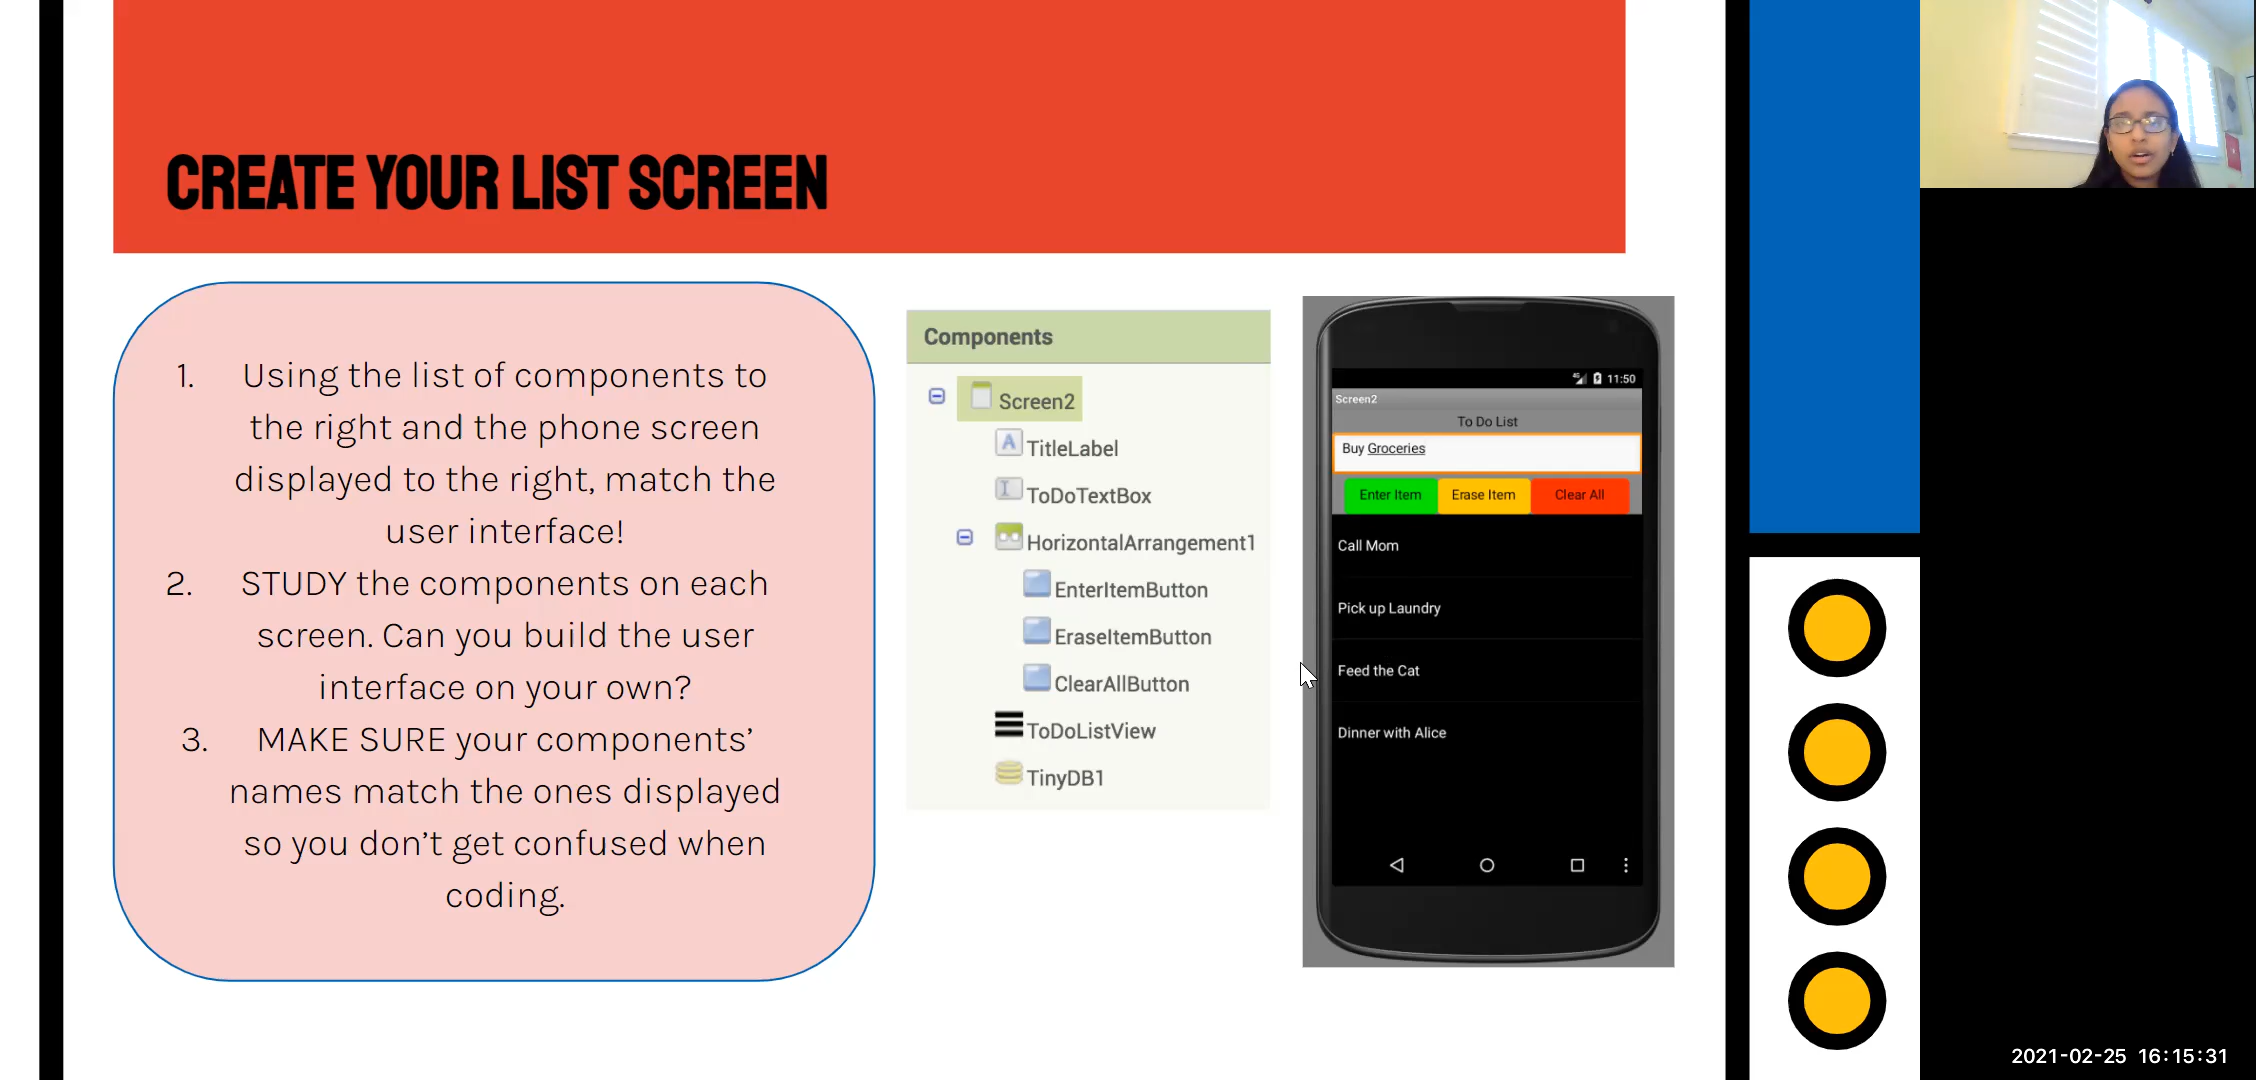 CREATE YOUR LIST SCREEN
1. Using the list of components to
the right and the phone screen
displayed to the right, match the
user interface!
2. STUDY the components on each
screen. Can you build the user
interface on your own?
3. MAKE SURE your components’
names match the ones displayed
so you don’t get confused when
coding.
Components
Screen2
TitleLabel
ToDoTextBox
HorizontalArrangement1
EnterItemButton
EraseItemButton
ClearAllButton
ToDoListView
TinyDB1
11:50
Screen2
To Do List
Buy Groceries
Enter Item Erase Item Clear All
Call Mom
Pick up Laundry
Feed the Cat
Dinner with Alice
2021-02-25 16:15:31